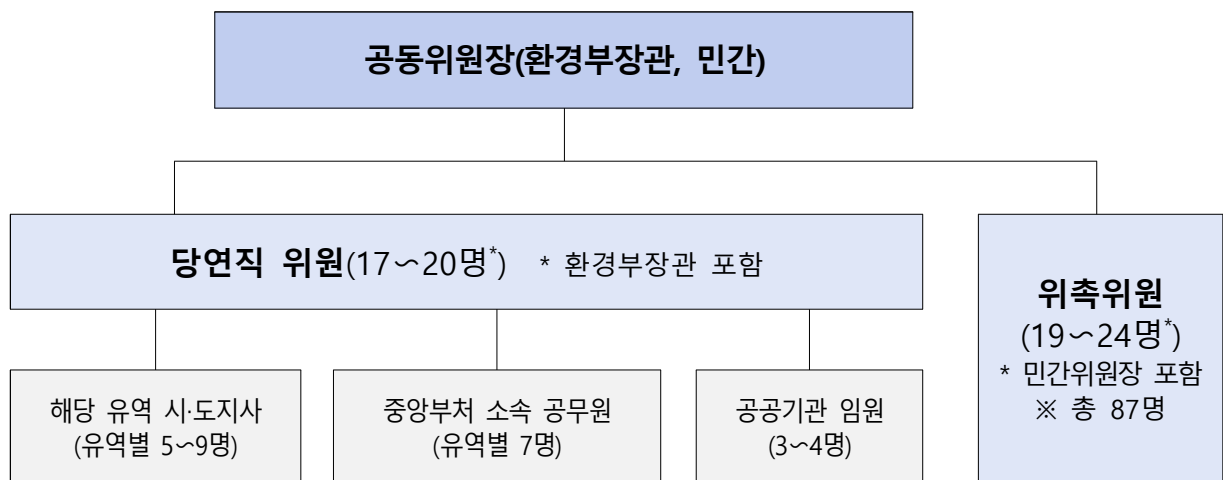 공동위원장(환경부장관, 민간)
당연직 위원(17∽20명*) * 환경부장관 포함
위촉위원
(19∽24명*)
* 민간위원장 포함
※ 총 87명
해당 유역 시·도지사
(유역별 5∽9명)
중앙부처 소속 공무원
(유역별 7명)
공공기관 임원
(3∽4명)